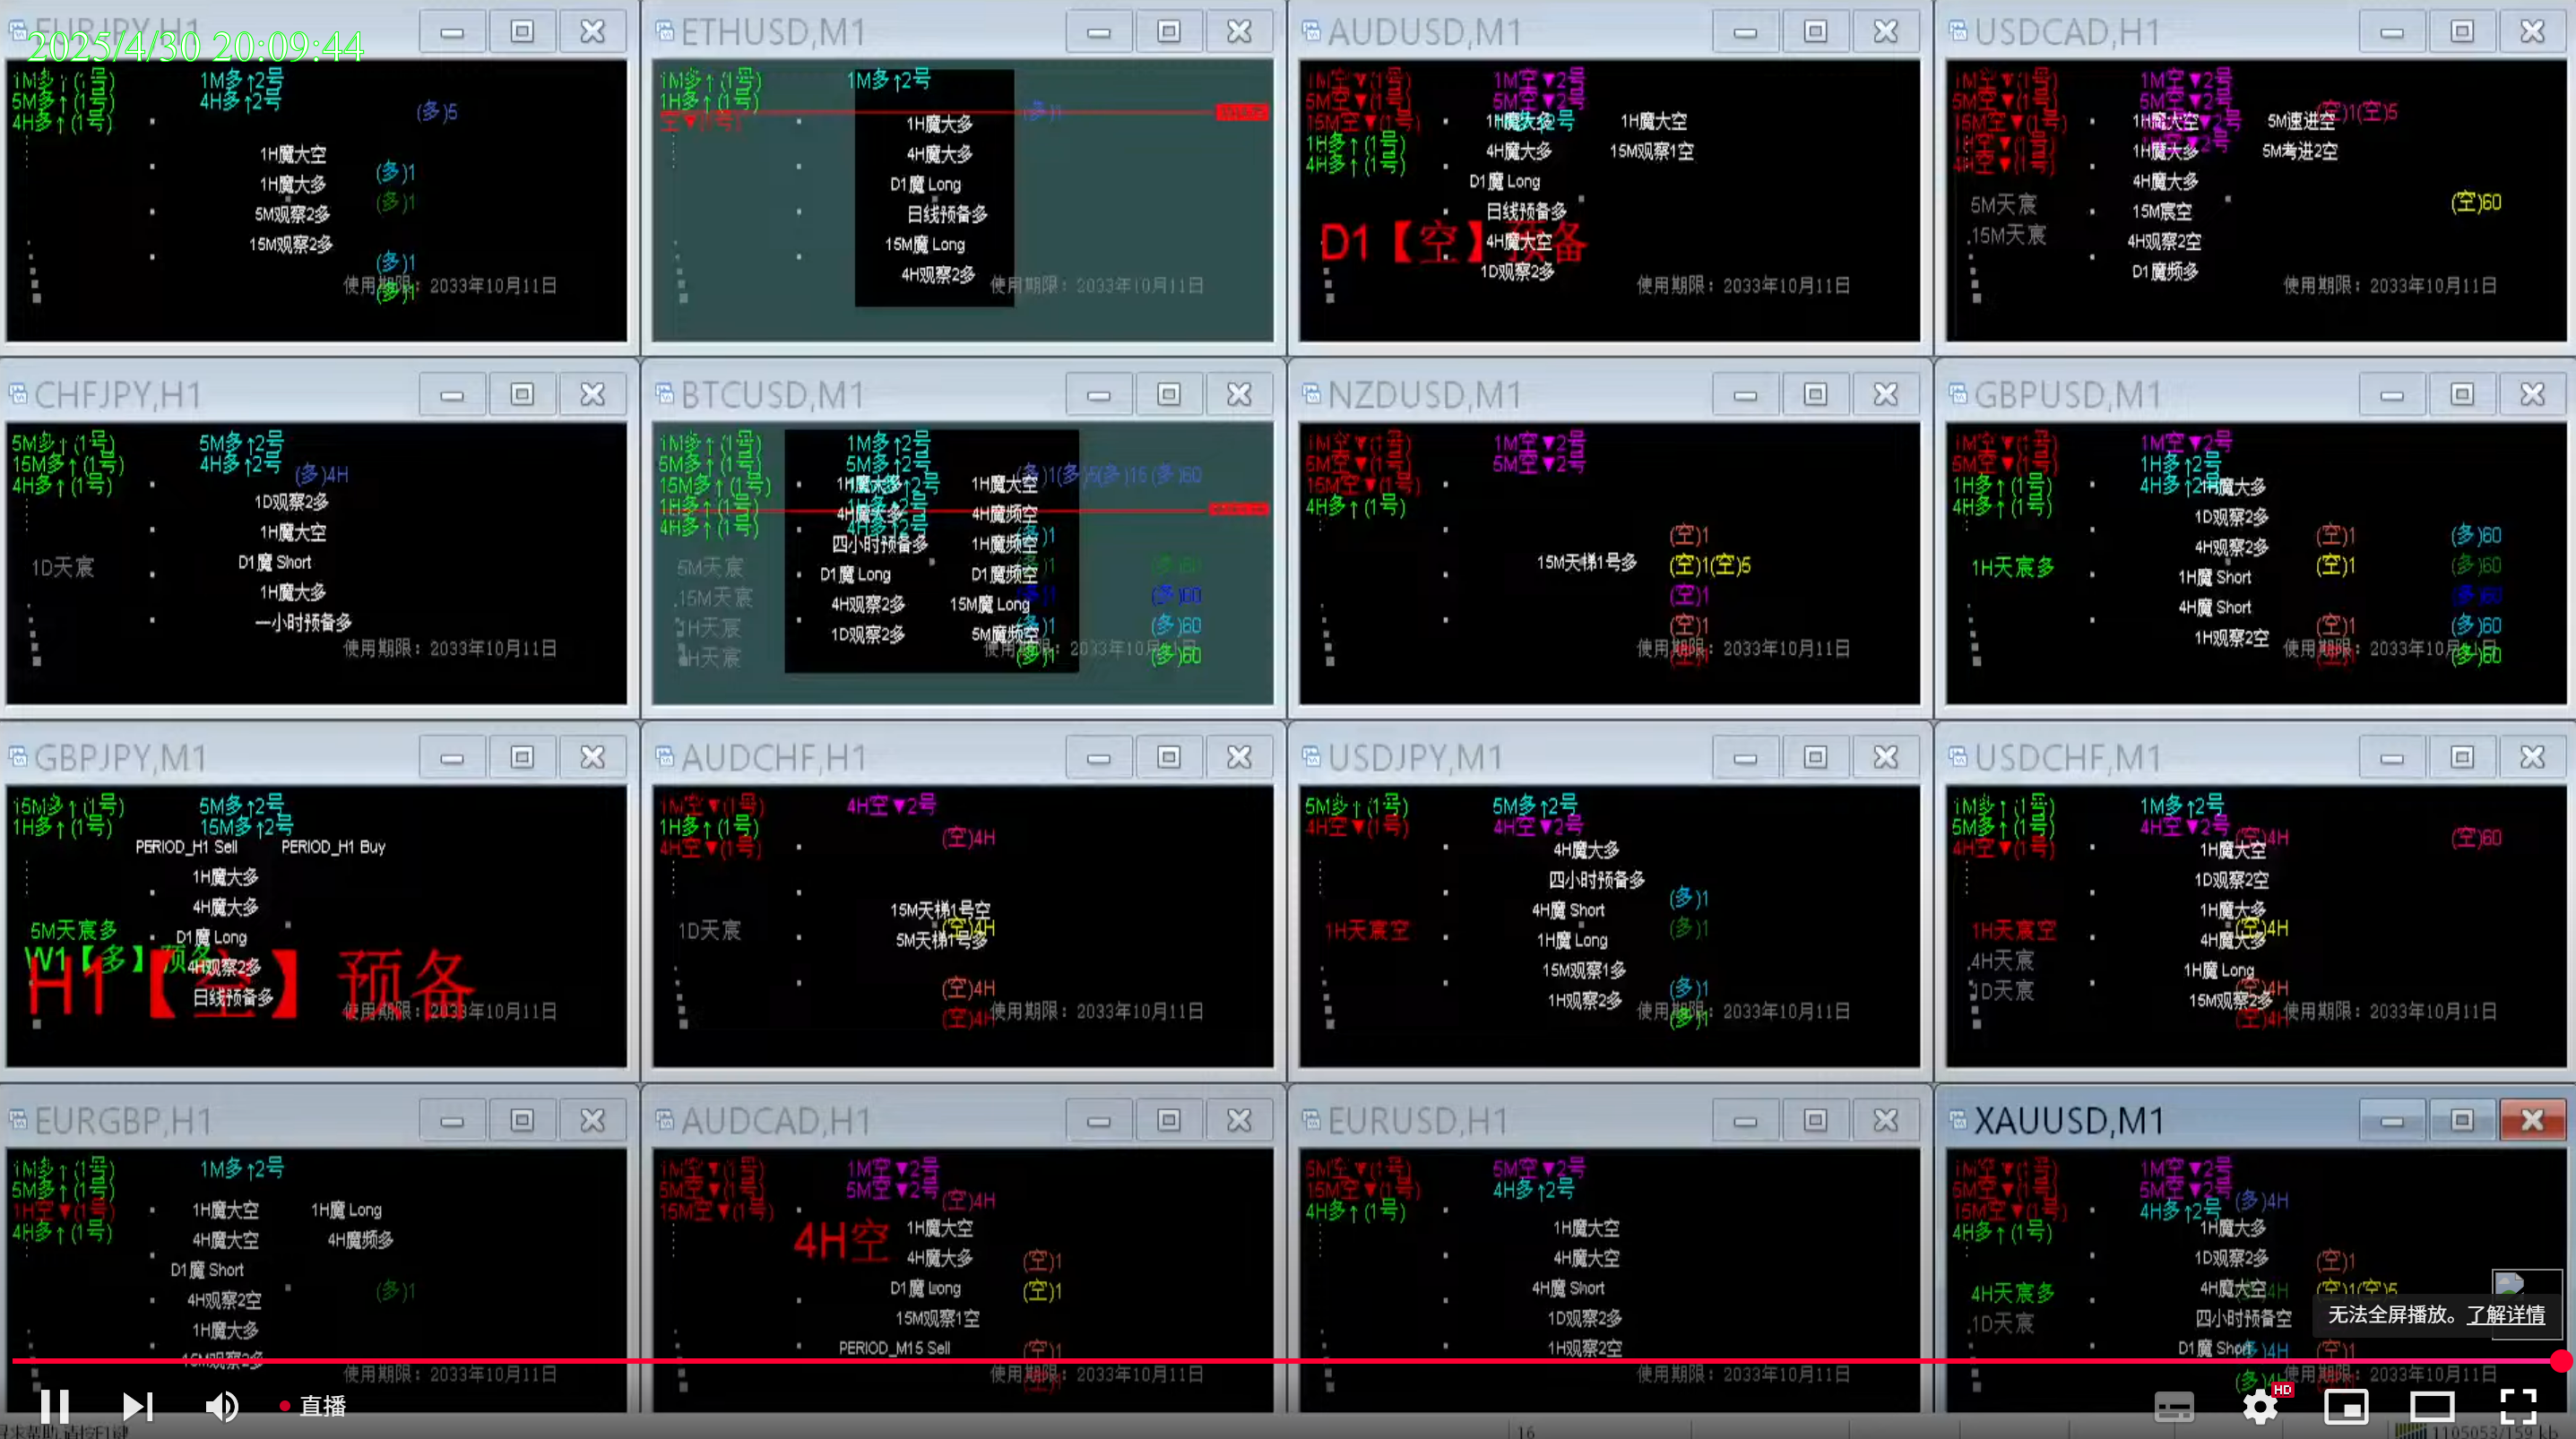 EURJPY,H1
2025/4/30 20:09:44
1M多↑(1号)
5M多↑(1号)
4H多↑(1号)
1M多↑2号
4H多↑2号
(多)5
1H魔大空
1H魔大多
5M观察2多
15M观察2多
(多)1
(多)1
(多)1
(多)1
使用期限：2033年10月11日
ETHUSD,M1
1M多↑(1号)
1H多↑(1号)
空▼(1号)
1M多↑2号
(多)1
1H魔大多
4H魔大多
D1魔 Long
日线预备多
15M魔 Long
4H观察2多
使用期限：2033年10月11日
AUDUSD,M1
1M空▼(1号)
5M空▼(1号)
15M空▼(1号)
1H多↑(1号)
4H多↑(1号)
1M空▼2号
5M空▼2号
1H魔大多
4H魔大多
D1魔 Long
日线预备多
4H魔大空
1D观察2多
1H魔大空
15M观察1空
D1【空】预备
使用期限：2033年10月11日
USDCAD,H1
1M空▼(1号)
5M空▼(1号)
15M空▼(1号)
1H空▼(1号)
4H空▼(1号)
1M空▼2号
5M空▼2号
(空)1(空)5
1H魔大空
1H魔大多
4H魔大多
15M宸空
4H观察2空
D1魔频多
5M速进空
5M考进2空
(空)60
5M天宸
15M天宸
使用期限：2033年10月11日
CHFJPY,H1
5M多↑(1号)
15M多↑(1号)
4H多↑(1号)
5M多↑2号
4H多↑2号
(多)4H
1D观察2多
1H魔大空
D1魔 Short
1H魔大多
一小时预备多
1D天宸
使用期限：2033年10月11日
BTCUSD,M1
1M多↑(1号)
5M多↑(1号)
15M多↑(1号)
1H多↑(1号)
4H多↑(1号)
1M多↑2号
5M多↑2号
4H多↑2号
(多)1(多)5(多)15(多)60
1H魔大多
4H魔大多
四小时预备多
D1魔 Long
4H观察2多
1D观察2多
1H魔大空
4H魔频空
1H魔频空
D1魔频空
15M魔 Long
5M魔频空
5M天宸
15M天宸
1H天宸
(多)1
(多)1
(多)60
(多)1
(多)60
(多)1
(多)60
(多)1
(多)60
NZDUSD,M1
1M空▼(1号)
5M空▼(1号)
15M空▼(1号)
4H多↑(1号)
1M空▼2号
5M空▼2号
(空)1
15M天梯1号多
(空)1(空)5
(空)1
(空)1
(空)1
使用期限：2033年10月11日
GBPUSD,M1
1M空▼(1号)
5M空▼(1号)
1H多↑(1号)
4H多↑(1号)
1M空▼2号
1H多↑2号
1H魔大多
1D观察2多
4H观察2多
1H魔 Short
4H魔 Short
1H观察2空
1H天宸多
(空)1
(多)60
(空)1
(多)60
(多)60
(空)1
(多)60
(空)1
(多)60
使用期限：2033年10月11日
GBPJPY,M1
15M多↑(1号)
1H多↑(1号)
5M多↑2号
15M多↑2号
PERIOD_H1 Sell
PERIOD_H1 Buy
1H魔大多
4H魔大多
D1魔 Long
4H观察2多
日线预备多
5M天宸多
W1【多】预备
H1【空】预备
使用期限：2033年10月11日
AUDCHF,H1
1M空▼(1号)
1H多↑(1号)
4H空▼(1号)
4H空▼2号
(空)4H
15M天梯1号空
(空)4H
5M天梯1号多
1D天宸
(空)4H
(空)4H
使用期限：2033年10月11日
USDJPY,M1
5M多↑(1号)
4H空▼(1号)
5M多↑2号
4H空▼2号
4H魔大多
四小时预备多
4H魔 Short
1H魔 Long
15M观察1多
1H观察2多
(多)1
(多)1
(多)1
(多)1
1H天宸空
使用期限：2033年10月11日
USDCHF,M1
1M多↑(1号)
5M多↑(1号)
4H空▼(1号)
1M多↑2号
4H空▼2号
(空)4H
(空)60
1H魔大空
1D观察2空
1H魔大多
(空)4H
4H魔大多
1H魔 Long
(空)4H
15M观察2多
(空)4H
1H天宸空
4H天宸
1D天宸
使用期限：2033年10月11日
EURGBP,H1
1M多↑(1号)
5M多↑(1号)
1H空▼(1号)
4H多↑(1号)
1M多↑2号
1H魔大空
4H魔大空
D1魔 Short
4H观察2空
1H魔大多
15M观察2多
1H魔 Long
4H魔频多
(多)1
使用期限：2033年10月11日
AUDCAD,H1
1M空▼(1号)
5M空▼(1号)
15M空▼(1号)
1M空▼2号
5M空▼2号
(空)4H
4H空
1H魔大空
4H魔大多
D1魔 Long
15M观察1空
PERIOD_M15 Sell
(空)1
(空)1
(空)1
使用期限：2033年10月11日
EURUSD,H1
5M空▼(1号)
15M空▼(1号)
4H多↑(1号)
5M空▼2号
4H多↑2号
1H魔大空
4H魔大空
4H魔 Short
1D观察2多
1H观察2空
使用期限：2033年10月11日
XAUUSD,M1
1M空▼(1号)
5M空▼(1号)
15M空▼(1号)
4H多↑(1号)
1M空▼2号
5M空▼2号
4H多↑2号
(多)4H
1H魔大多
1D观察2多
4H魔大空
四小时预备空
D1魔 Short
(空)1
(空)1(空)5
(多)4H
(空)1
4H天宸多
1D天宸
使用期限：2033年10月11日
无法全屏播放。了解详情
直播
HD
16
1105053/159 kb